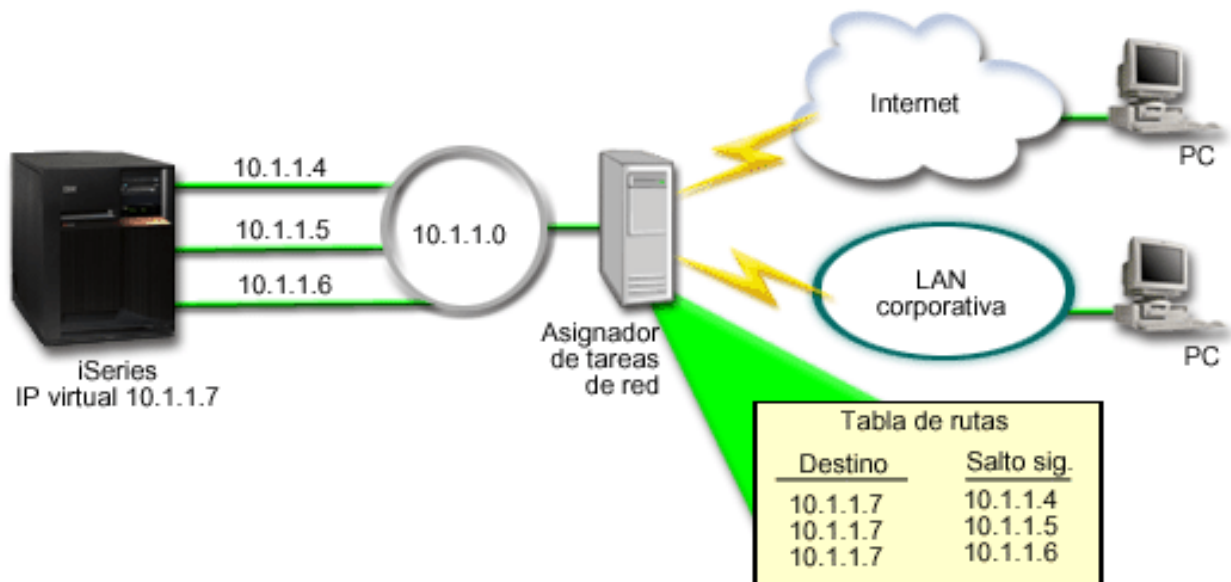 Internet
PC
10.1.1.4
10.1.1.5
10.1.1.6
10.1.1.0
LAN
corporativa
PC
iSeries
IP virtual 10.1.1.7
Asignador
de tareas
de red
Tabla de rutas
Destino Salto sig.
10.1.1.7 10.1.1.4
10.1.1.7 10.1.1.5
10.1.1.7 10.1.1.6